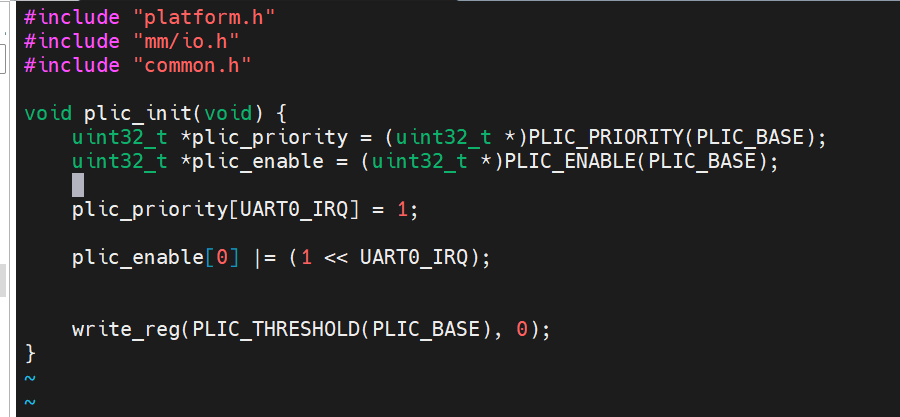 #include "platform.h"
#include "mm/io.h"
#include "common.h"
void plic_init(void) {
    uint32_t *plic_priority = (uint32_t *)PLIC_PRIORITY(PLIC_BASE);
    uint32_t *plic_enable = (uint32_t *)PLIC_ENABLE(PLIC_BASE);
    plic_priority[UART0_IRQ] = 1;
    plic_enable[0] |= (1 << UART0_IRQ);
    write_reg(PLIC_THRESHOLD(PLIC_BASE), 0);
}
~
~